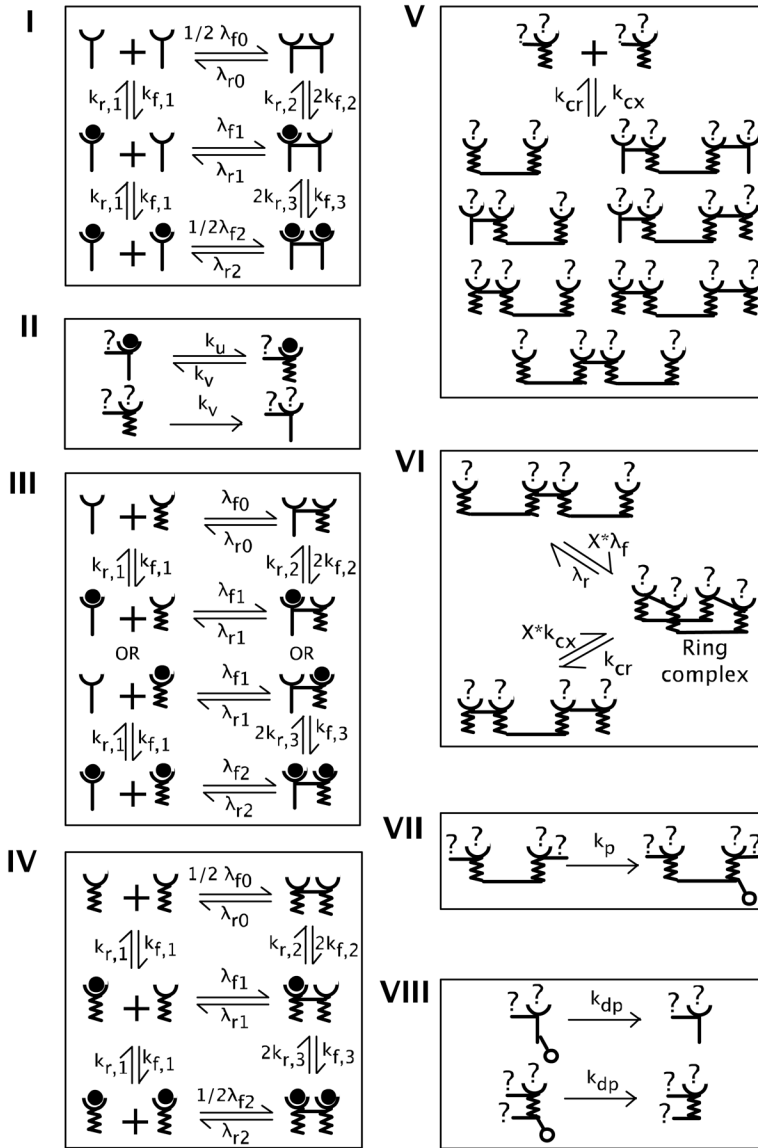 I
1/2 λf0
λr0
kr,1 kf,1 kr,2 2kf,2
λf1
λr1
kr,1 kf,1 2kr,3 kf,3
1/2λf2
λr2
II
? ku ?
kv
? ? kv ? ?
III
λf0
λr0
kr,1 kf,1 kr,2 2kf,2
λf1
λr1
OR OR
λf1
λr1
kr,1 kf,1 2kr,3 kf,3
λf2
λr2
IV
1/2 λf0
λr0
kr,1 kf,1 kr,2 2kf,2
λf1
λr1
kr,1 kf,1 2kr,3 kf,3
1/2λf2
λr2
V
? ? ? ?
kcr kcx
? ? ? ? ? ?
? ? ? ? ? ? ?
? ? ? ? ? ? ?
? ? ? ?
VI
? ? ? ?
X*λf
λr
? ? ? ?
X*kcx
kcr
Ring
complex
? ? ? ?
VII
? ? ? ? kp ? ? ? ?
VIII
? ? kdp ? ?
? ? kdp ? ?
? ?